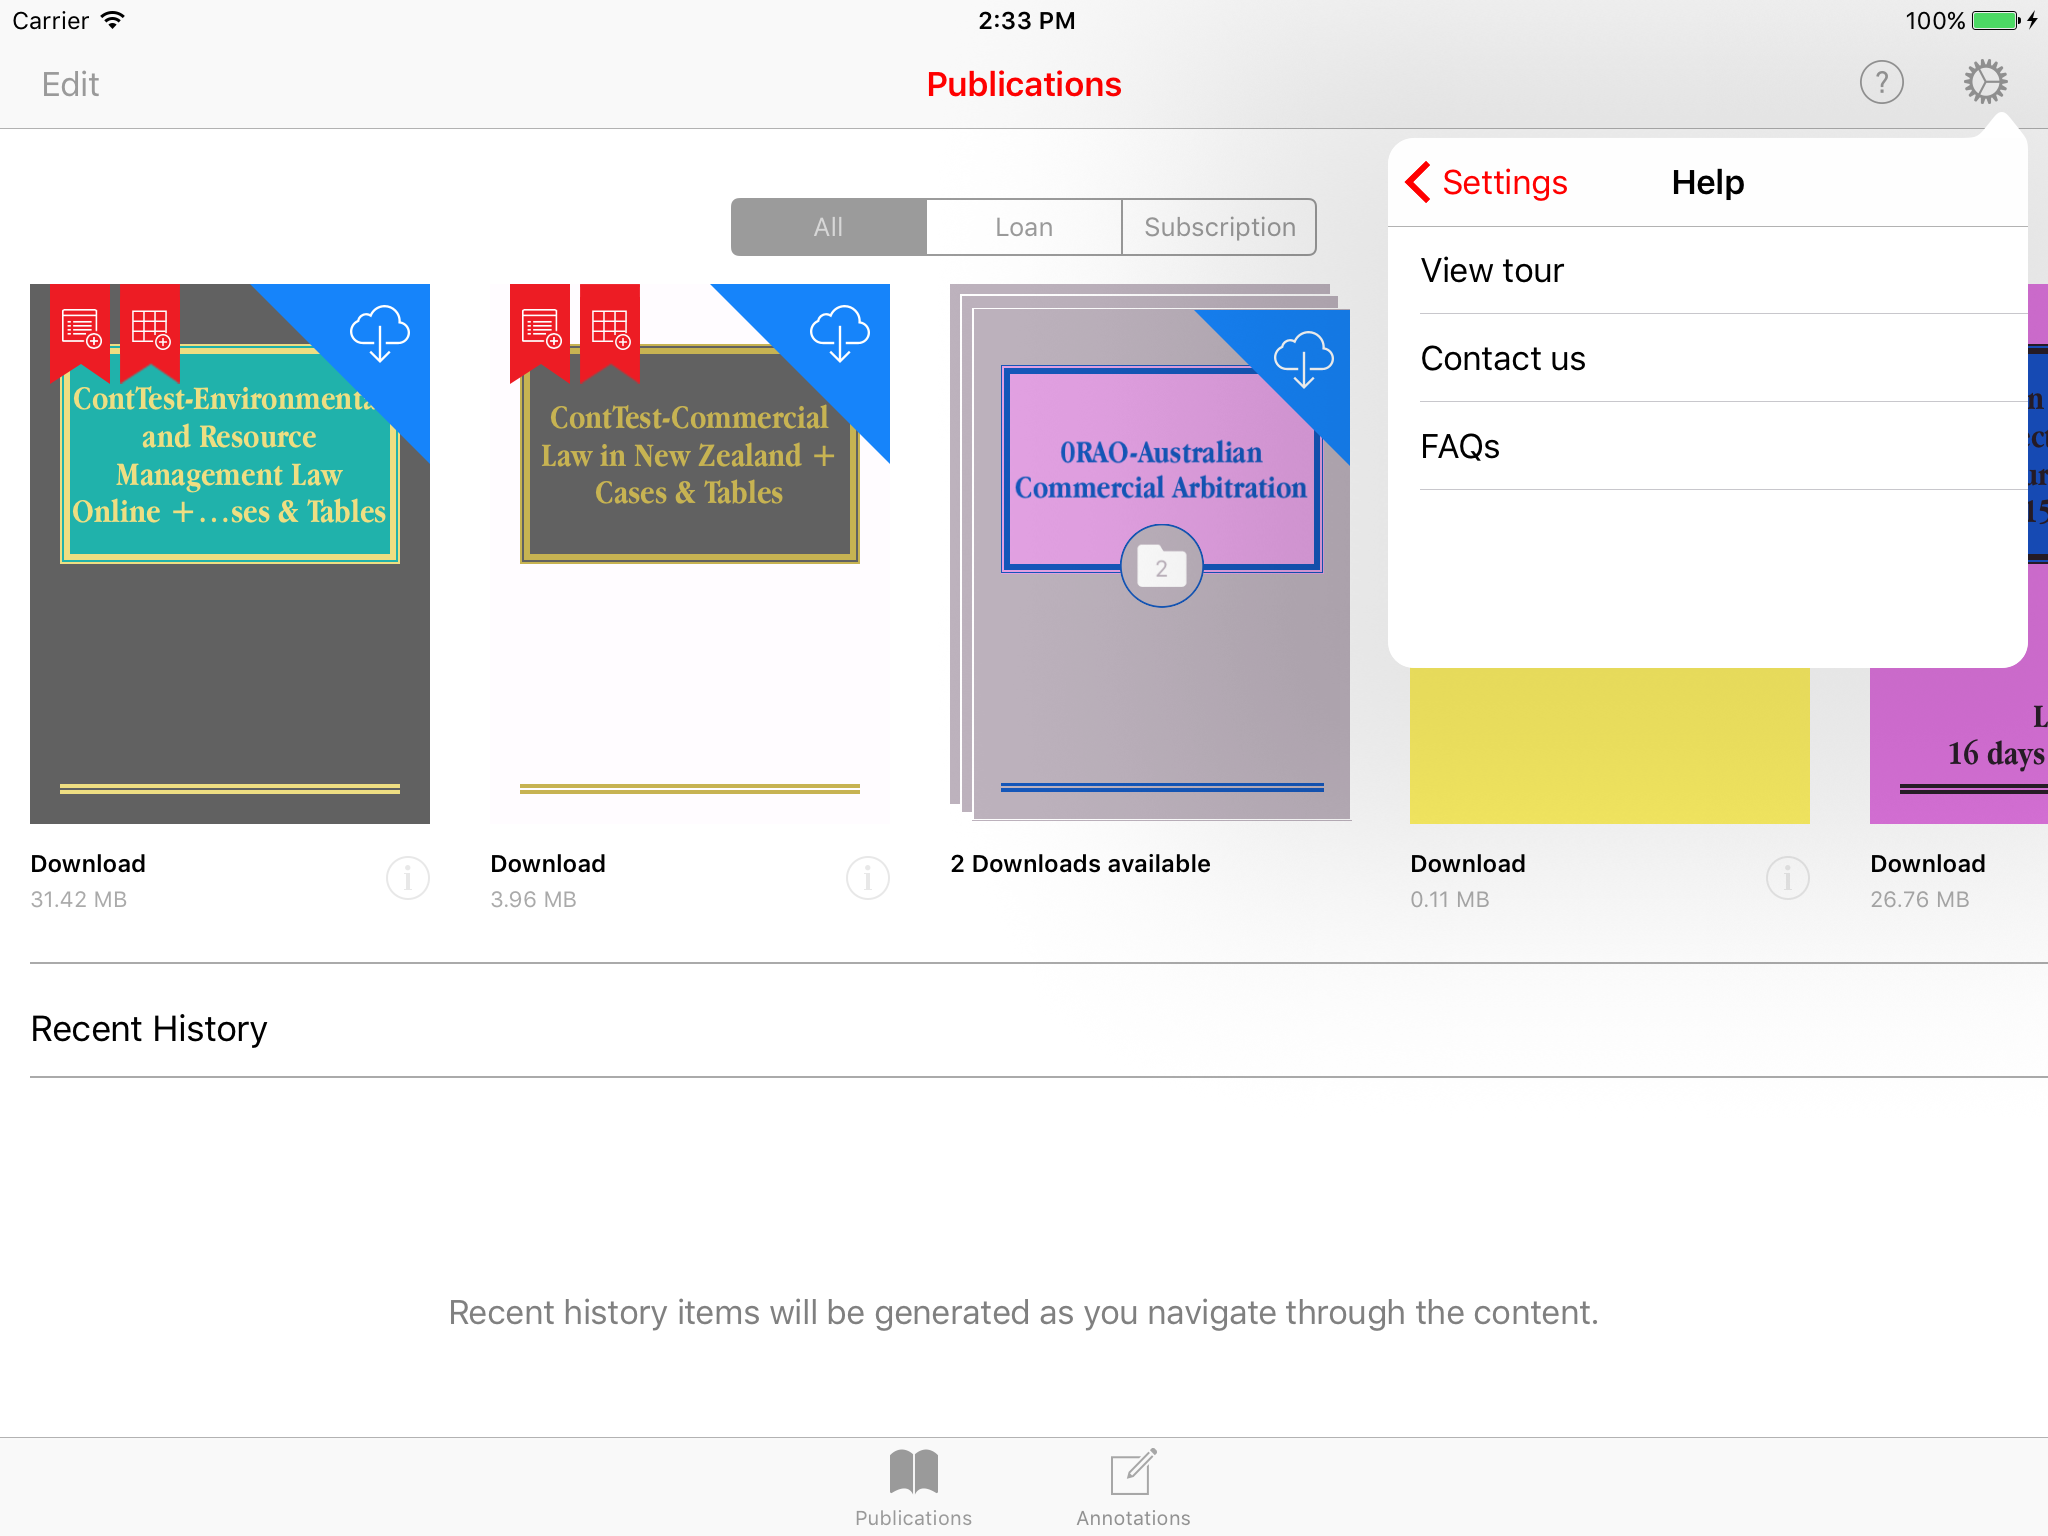 Carrier
2:33 PM
100%
Edit
Publications
?
Settings
Help
View tour
Contact us
FAQs
All
Loan
Subscription
ContTest-Environmenta
and Resource
Management Law
Online +…ses & Tables
ContTest-Commercial
Law in New Zealand +
Cases & Tables
0RAO-Australian
Commercial Arbitration
2
16 days
Download
31.42 MB
i
Download
3.96 MB
i
2 Downloads available
Download
0.11 MB
i
Download
26.76 MB
Recent History
Recent history items will be generated as you navigate through the content.
Publications
Annotations